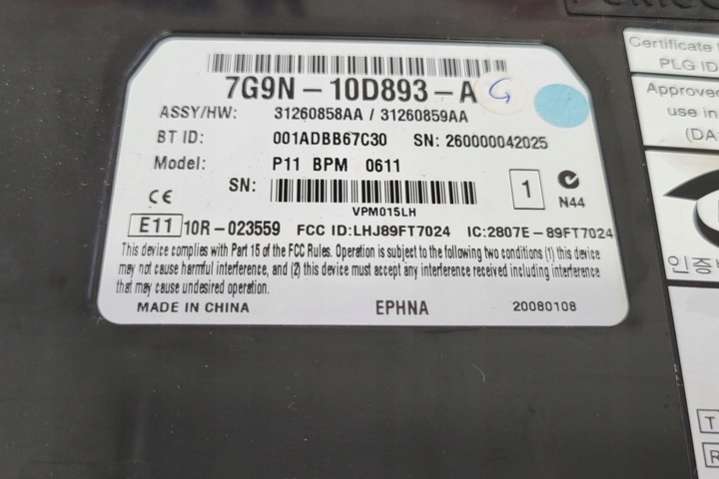 7G9N - 10D893 - A G
ASSY/HW: 31260858AA / 31260859AA
BT ID: 001ADBB67C30 SN: 260000042025
Model: P11 BPM 0611
SN:
VPM015LH
1
N44
CE
E11 10R - 023559 FCC ID:LHJ89FT7024 IC:2807E - 89FT7024
This device complies with Part 15 of the FCC Rules. Operation is subject to the following two conditions (1) this device
may not cause harmful interference, and (2) this device must accept any interference received including interference
that may cause undesired operation.
MADE IN CHINA EPHNA 20080108
Certificate
PLG ID
Approved
use in
(DA
인증
T
R